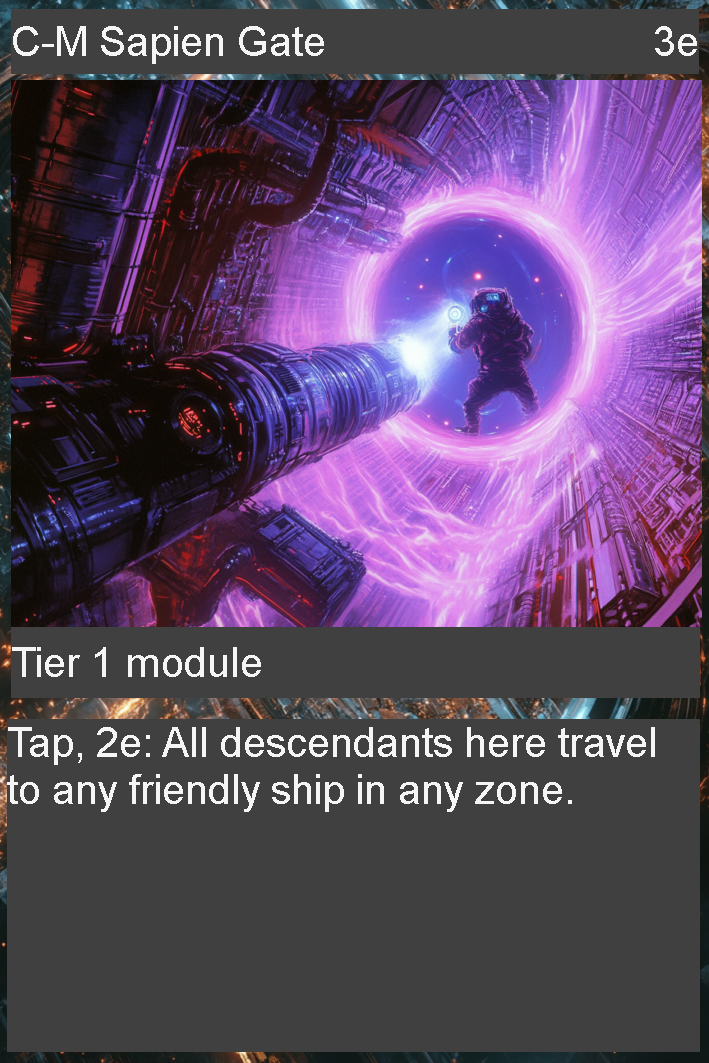 C-M Sapien Gate 3e
Tier 1 module
Tap, 2e: All descendants here travel
to any friendly ship in any zone.